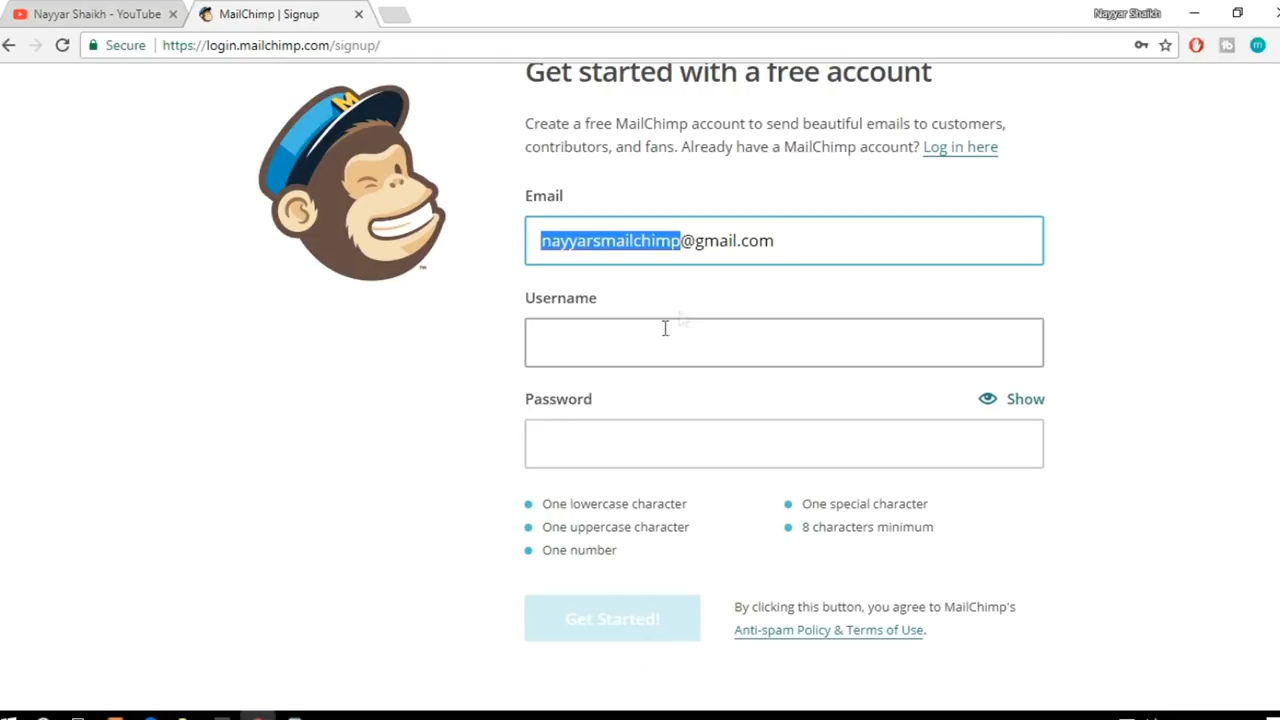 Nayyar Shaikh - YouTube
MailChimp | Signup
Nayyar Shaikh
Secure
https://login.mailchimp.com/signup/
Get started with a free account
Create a free MailChimp account to send beautiful emails to customers,
contributors, and fans. Already have a MailChimp account? Log in here
M
™
Email
nayyarsmailchimp@gmail.com
Username
Password
Show
One lowercase character
One special character
One uppercase character
8 characters minimum
One number
Get Started!
By clicking this button, you agree to MailChimp's
Anti-spam Policy & Terms of Use.